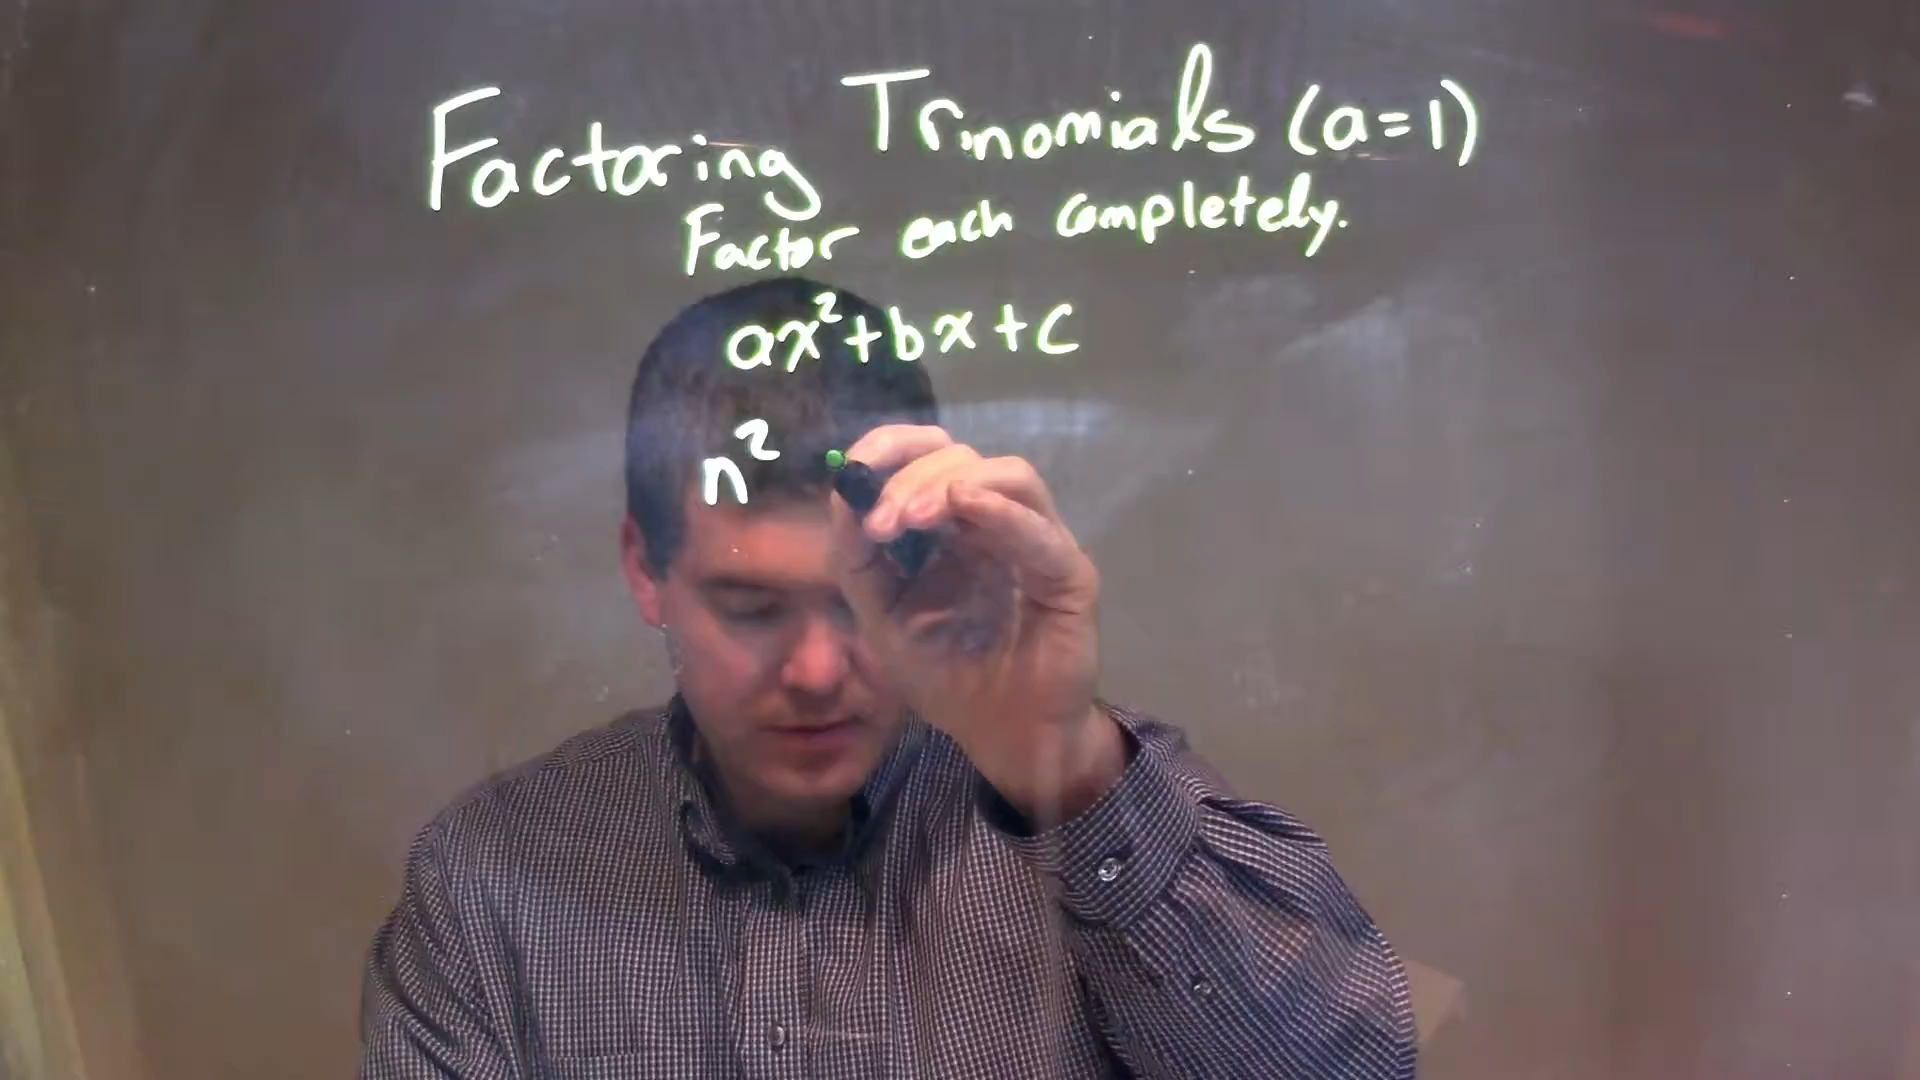 Factoring Trinomials (a=1)
Factor each completely.
ax²+bx+c
n²